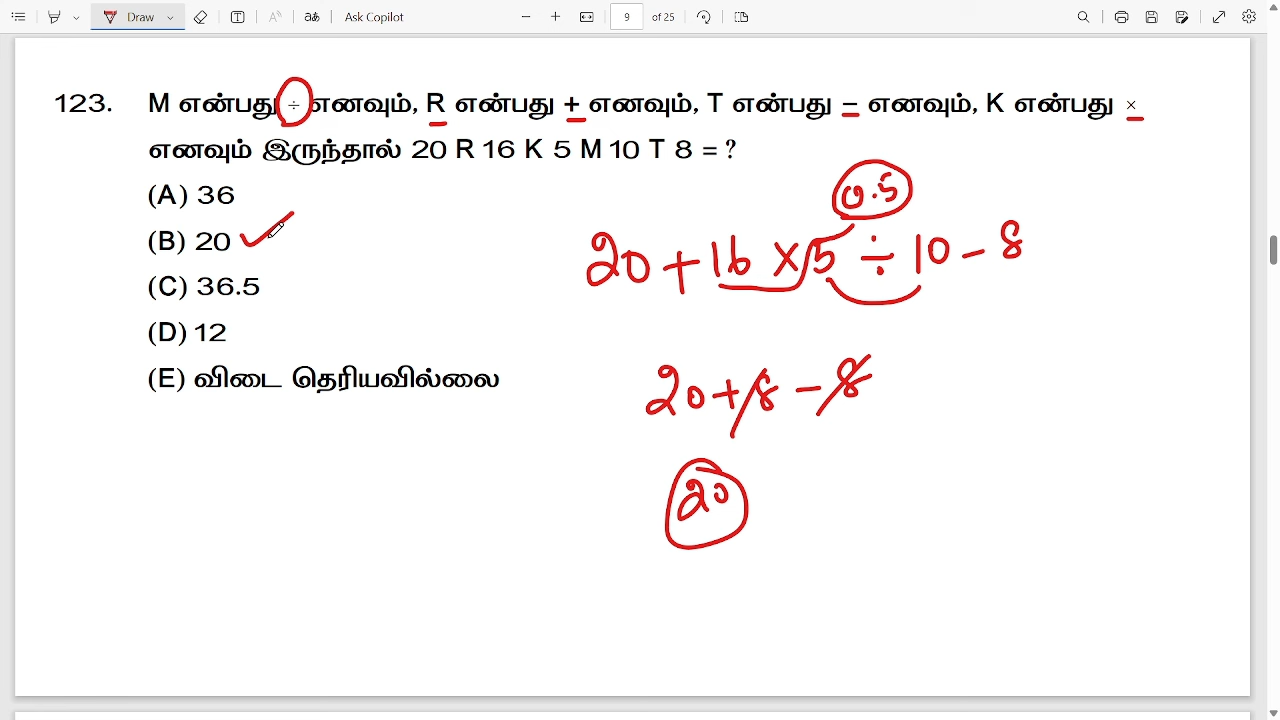 Draw
Ask Copilot
9 of 25
123. M என்பது ÷ எனவும், R என்பது + எனவும், T என்பது − எனவும், K என்பது ×
எனவும் இருந்தால் 20 R 16 K 5 M 10 T 8 = ?
(A) 36
(B) 20
(C) 36.5
(D) 12
(E) விடை தெரியவில்லை
0.5
20 + 16 × 5 ÷ 10 − 8
20 + 8 − 8
20